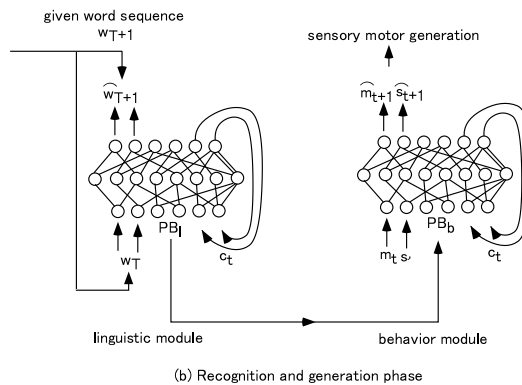 given word sequence
w_T+1
sensory motor generation
ŵ_T+1
m̂_t+1 ŝ_t+1
PB_l
PB_b
w_T
c_t
m_t s,
c_t
linguistic module
behavior module
(b) Recognition and generation phase